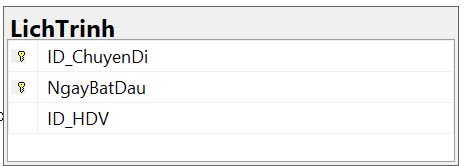 LichTrinh
ID_ChuyenDi
NgayBatDau
ID_HDV